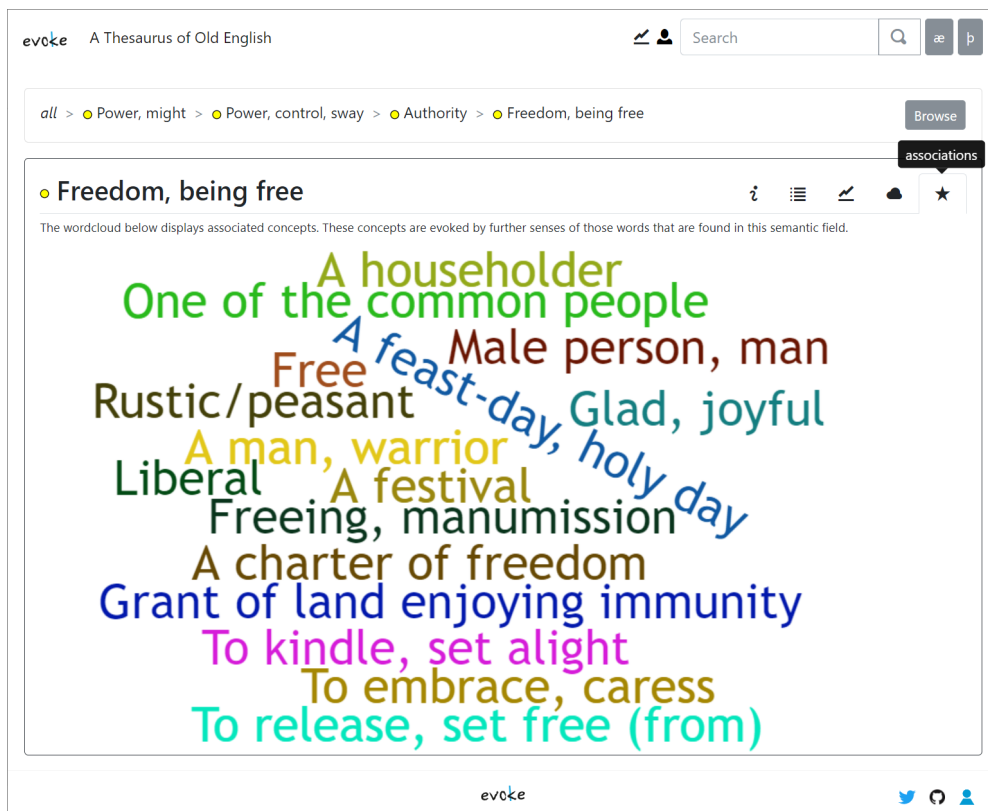 evoke A Thesaurus of Old English Search æ þ
all > Power, might > Power, control, sway > Authority > Freedom, being free Browse
associations
Freedom, being free
The wordcloud below displays associated concepts. These concepts are evoked by further senses of those words that are found in this semantic field.
A householder
One of the common people
A feast-day, holy day
Male person, man
Free
Rustic/peasant
Glad, joyful
A man, warrior
Liberal
A festival
Freeing, manumission
A charter of freedom
Grant of land enjoying immunity
To kindle, set alight
To embrace, caress
To release, set free (from)
evoke